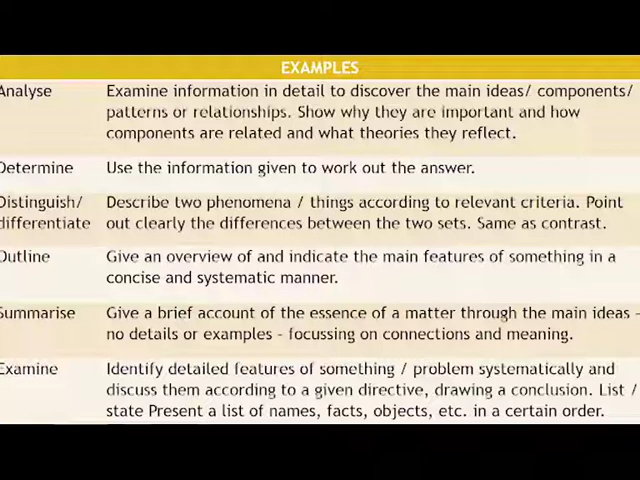 EXAMPLES
Analyse Examine information in detail to discover the main ideas/ components/
patterns or relationships. Show why they are important and how
components are related and what theories they reflect.
Determine Use the information given to work out the answer.
Distinguish/ Describe two phenomena / things according to relevant criteria. Point
differentiate out clearly the differences between the two sets. Same as contrast.
Outline Give an overview of and indicate the main features of something in a
concise and systematic manner.
Summarise Give a brief account of the essence of a matter through the main ideas –
no details or examples – focussing on connections and meaning.
Examine Identify detailed features of something / problem systematically and
discuss them according to a given directive, drawing a conclusion. List /
state Present a list of names, facts, objects, etc. in a certain order.